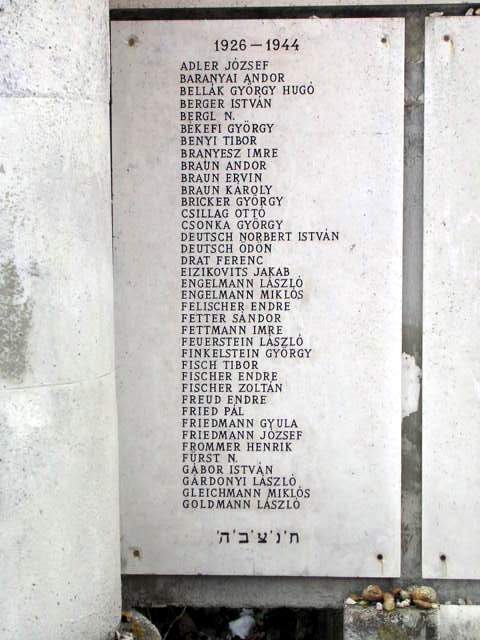 1926-1944
ADLER JÓZSEF
BARANYAI ANDOR
BELLÁK GYÖRGY HUGÓ
BERGER ISTVÁN
BERGL N.
BÉKEFI GYÖRGY
BENYI TIBOR
BRANYESZ IMRE
BRAUN ANDOR
BRAUN ERVIN
BRAUN KÁROLY
BRICKER GYÖRGY
CSILLAG OTTÓ
CSONKA GYÖRGY
DEUTSCH NORBERT ISTVÁN
DEUTSCH ÖDÖN
DRAT FERENC
EIZIKOVITS JAKAB
ENGELMANN LÁSZLÓ
ENGELMANN MIKLÓS
FELISCHER ENDRE
FETTER SÁNDOR
FETTMANN IMRE
FEUERSTEIN LÁSZLÓ
FINKELSTEIN GYÖRGY
FISCH TIBOR
FISCHER ENDRE
FISCHER ZOLTÁN
FREUD ENDRE
FRIED PÁL
FRIEDMANN GYULA
FRIEDMANN JÓZSEF
FROMMER HENRIK
FÜRST N.
GÁBOR ISTVÁN
GÁRDONYI LÁSZLÓ
GLEICHMANN MIKLÓS
GOLDMANN LÁSZLÓ
ת'נ'צ'ב'ה'